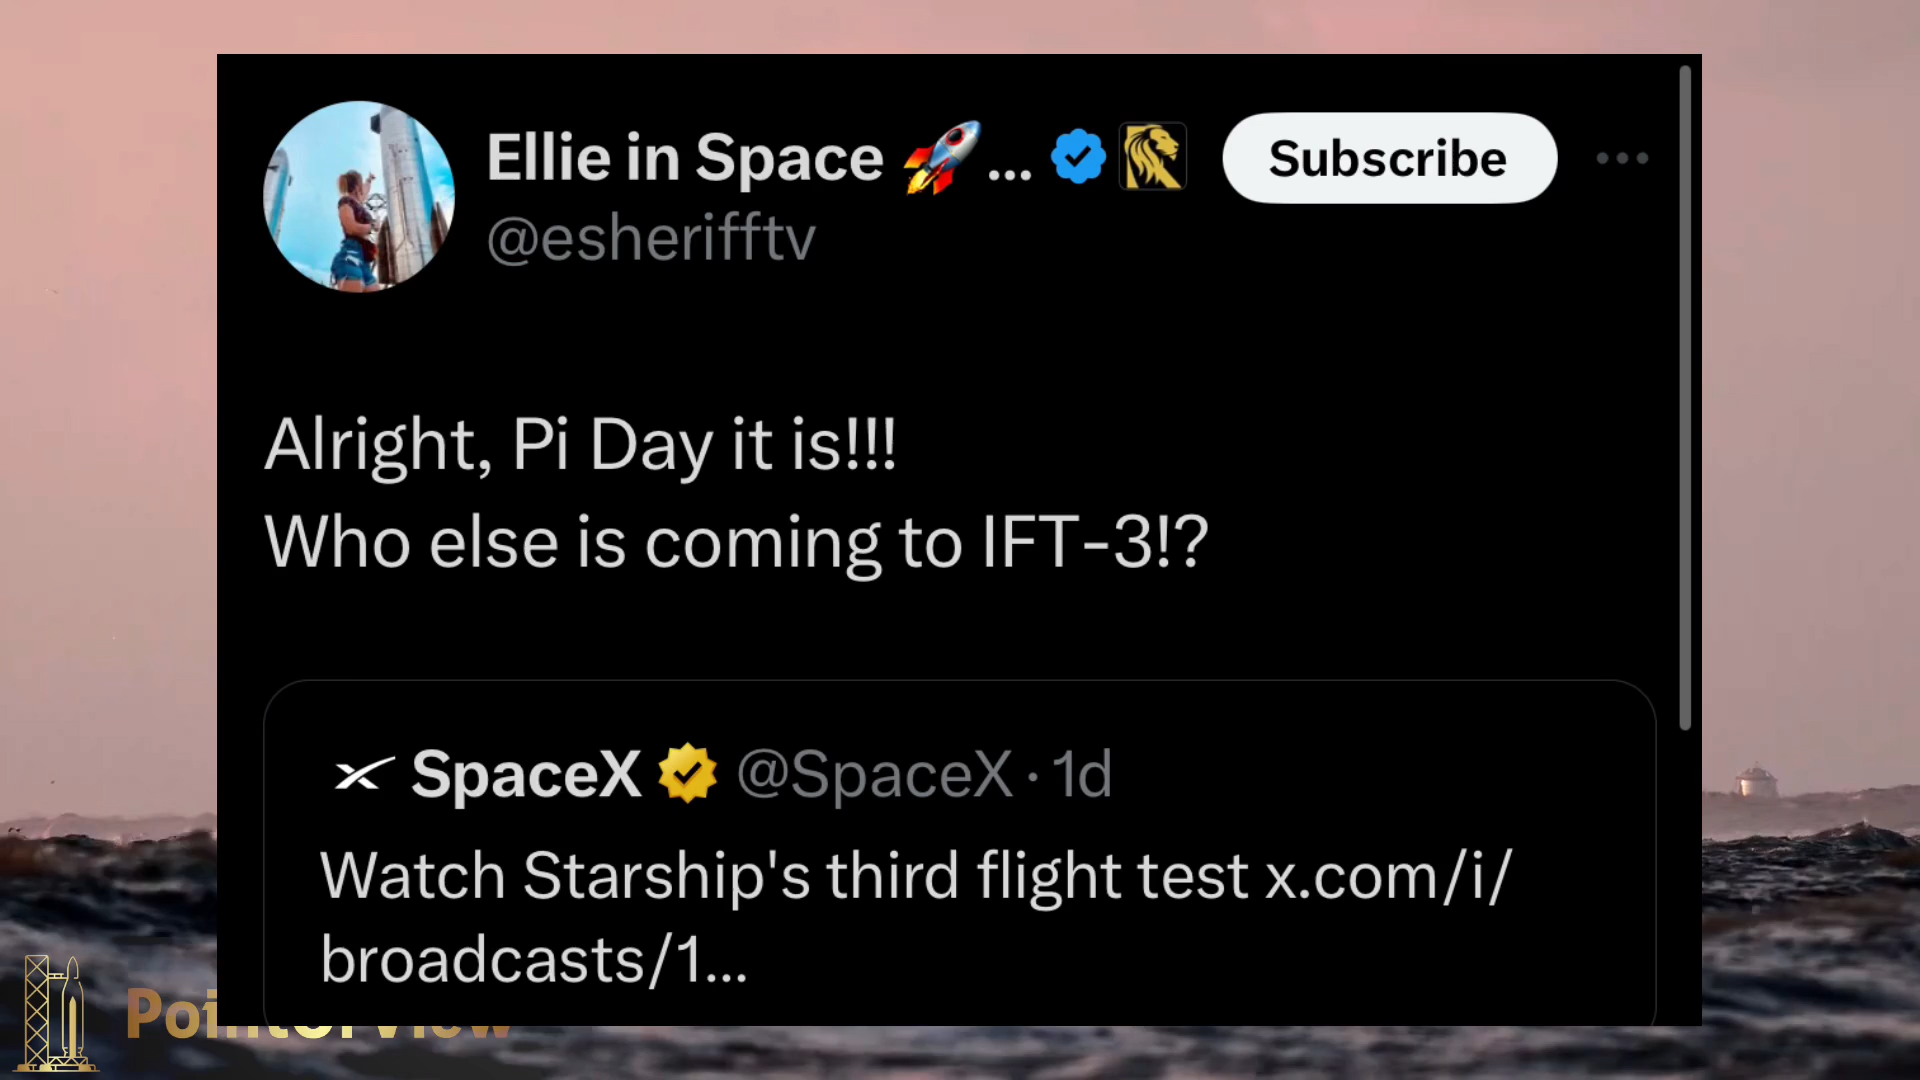 Ellie in Space 🚀...
Subscribe
@esherifftv
Alright, Pi Day it is!!!
Who else is coming to IFT-3!?
SpaceX @SpaceX · 1d
Watch Starship's third flight test x.com/i/
broadcasts/1...